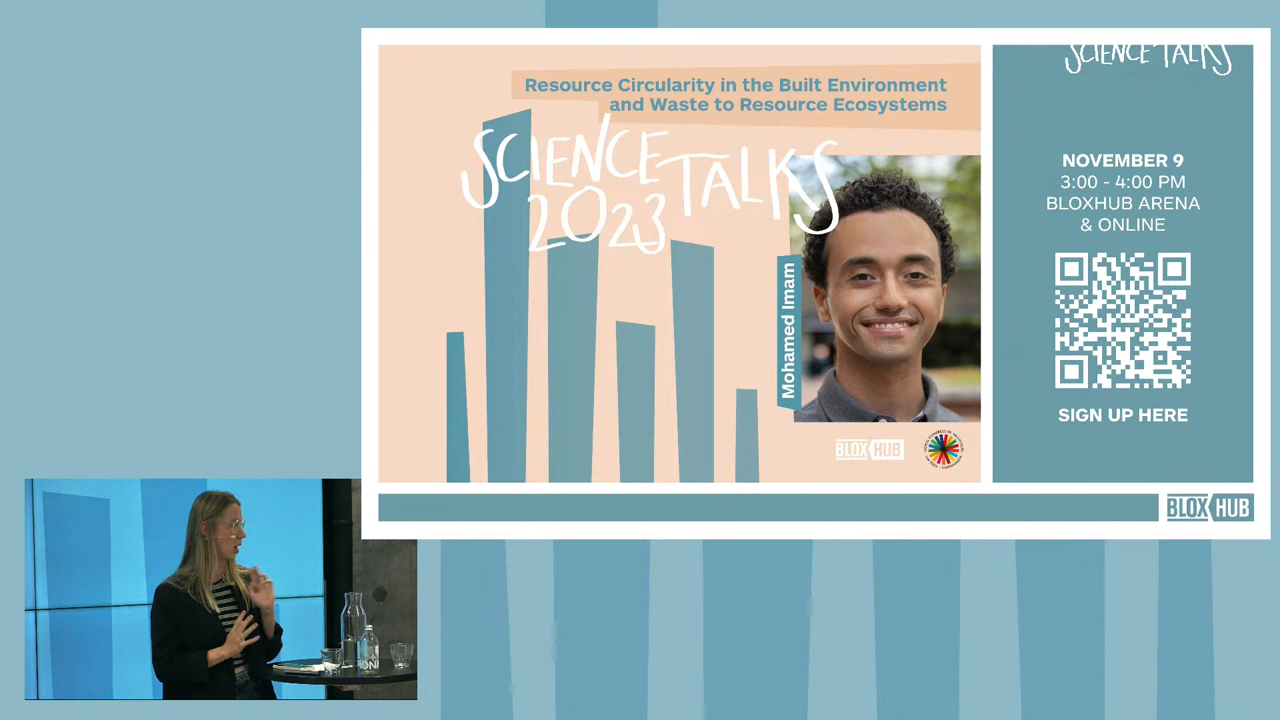 Resource Circularity in the Built Environment
and Waste to Resource Ecosystems
SCIENCE TALKS
2023
Mohamed Imam
BLOX HUB
SCIENCE TALKS
NOVEMBER 9
3:00 - 4:00 PM
BLOXHUB ARENA
& ONLINE
SIGN UP HERE
BLOX HUB